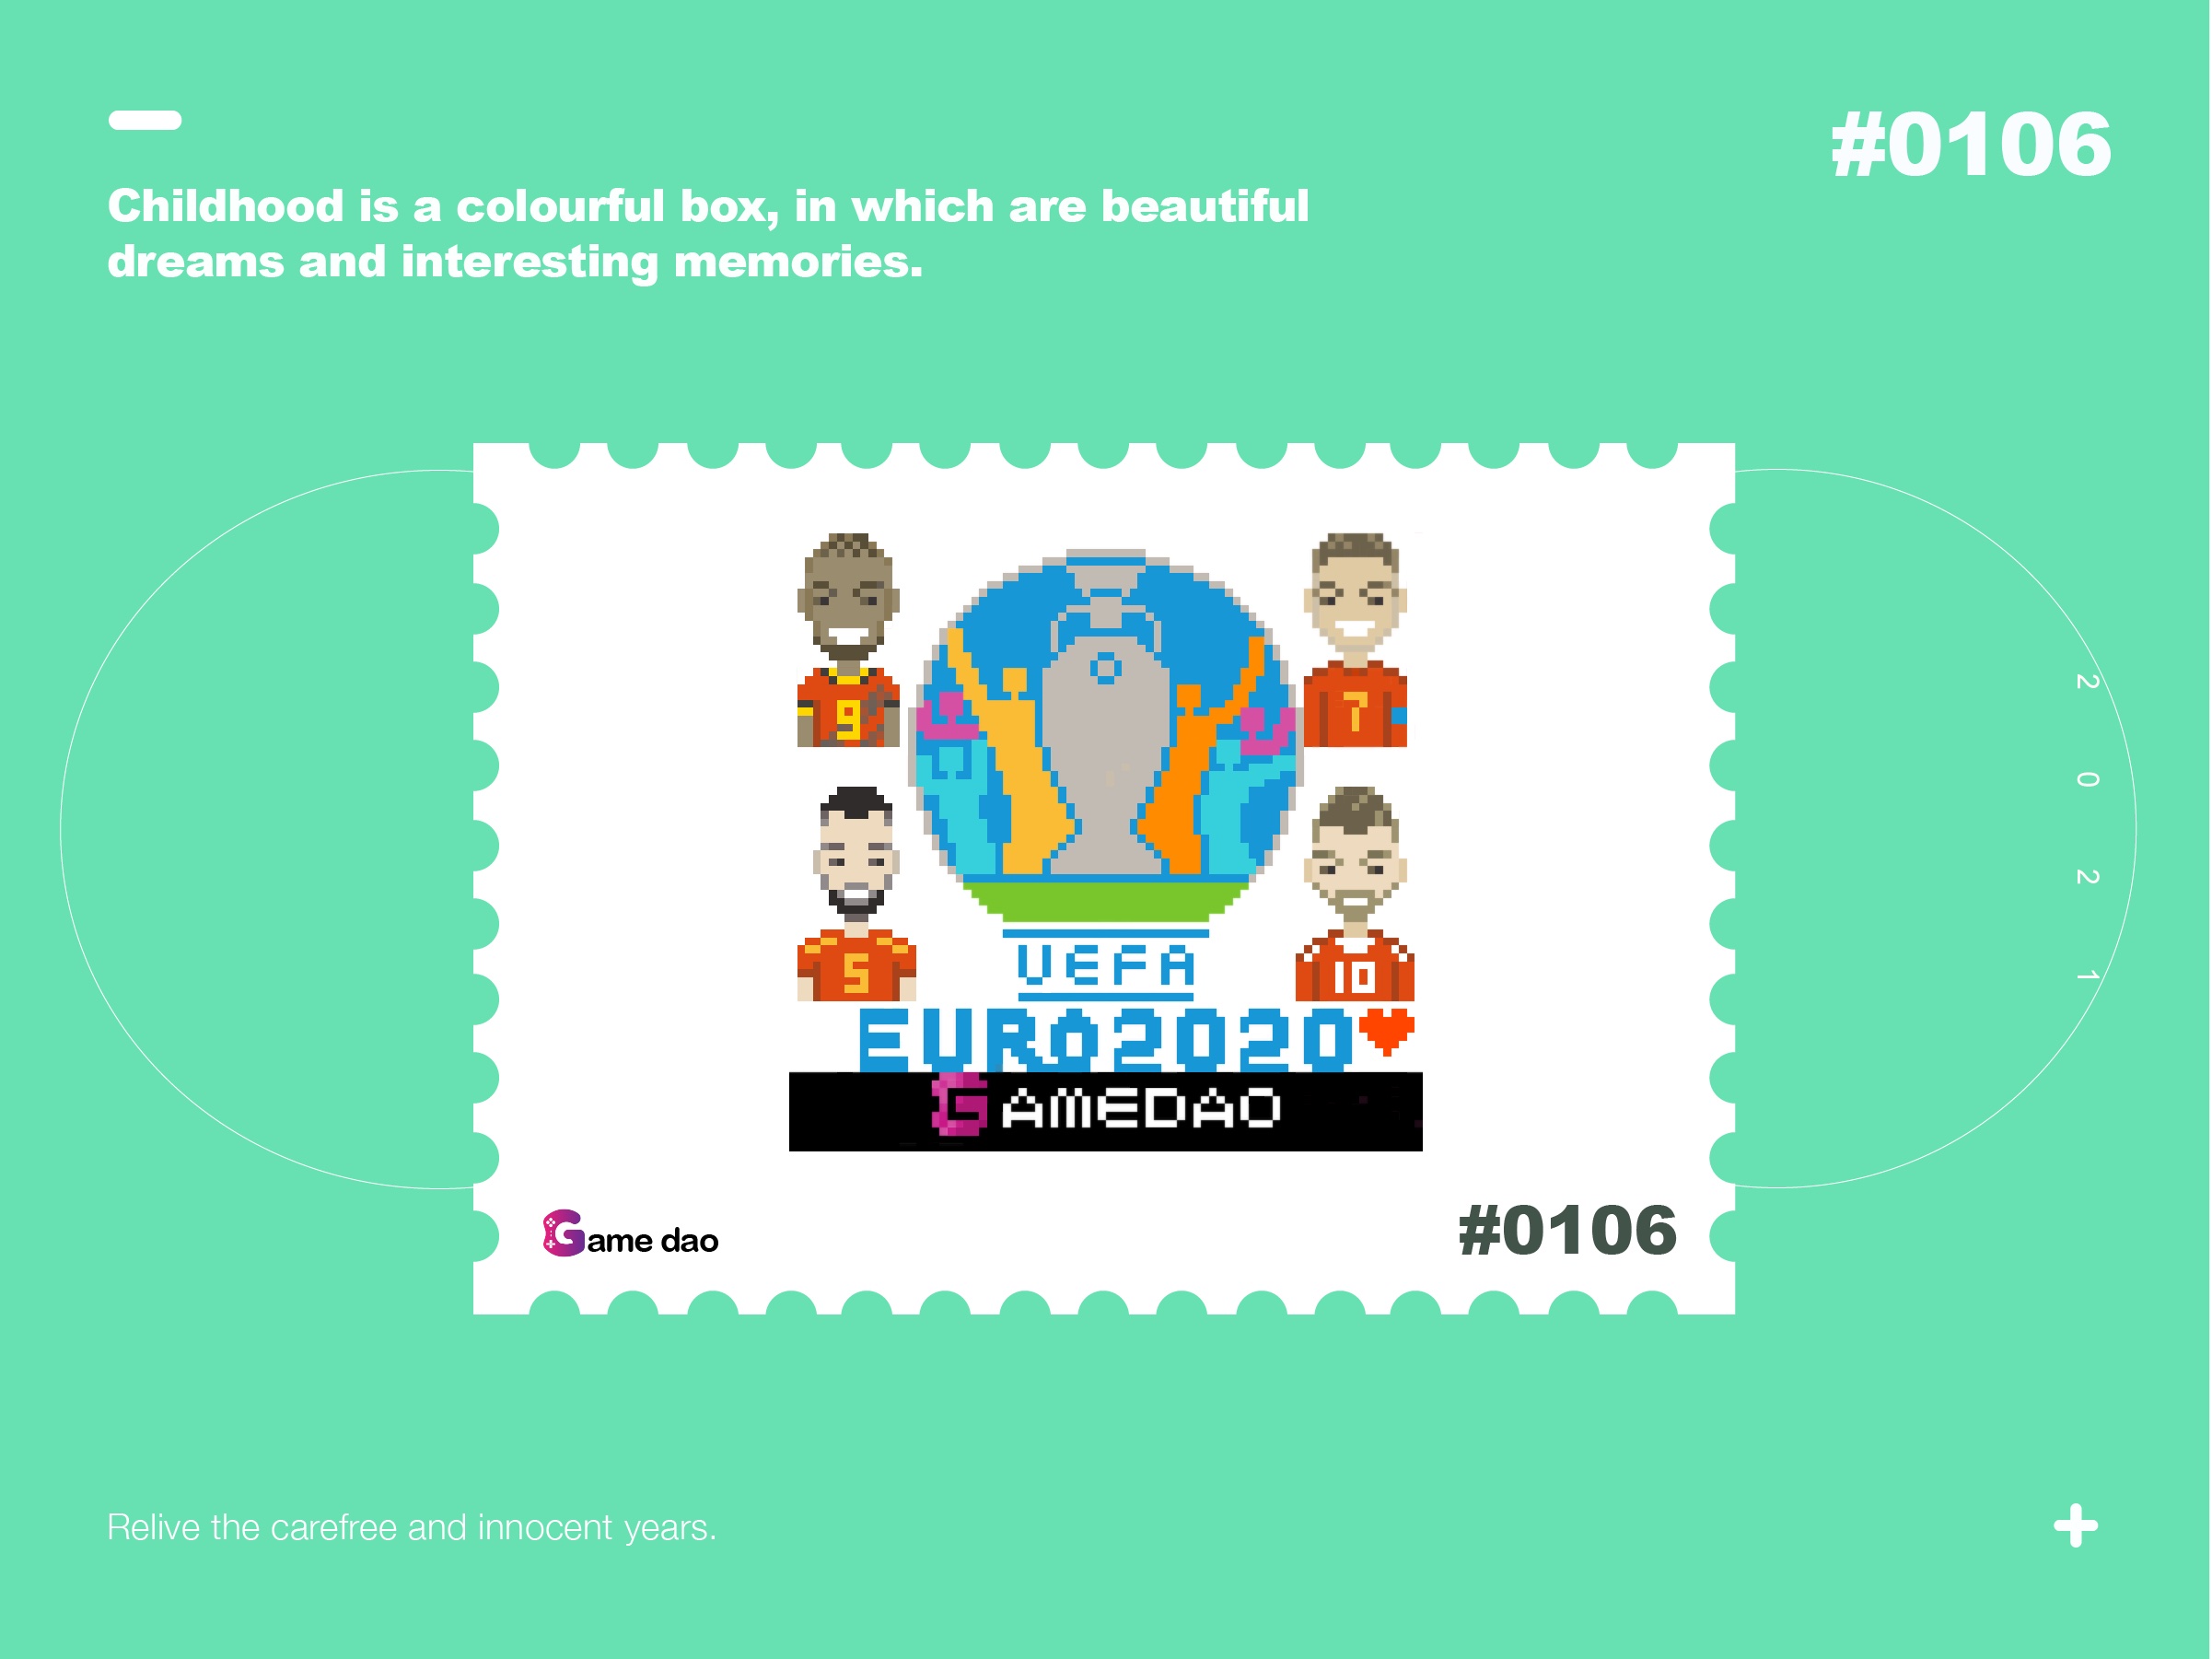 #0106
Childhood is a colourful box, in which are beautiful
dreams and interesting memories.
9
7
5
10
UEFA
EURO2020
GAMEDAO
Game dao
#0106
2021
Relive the carefree and innocent years.